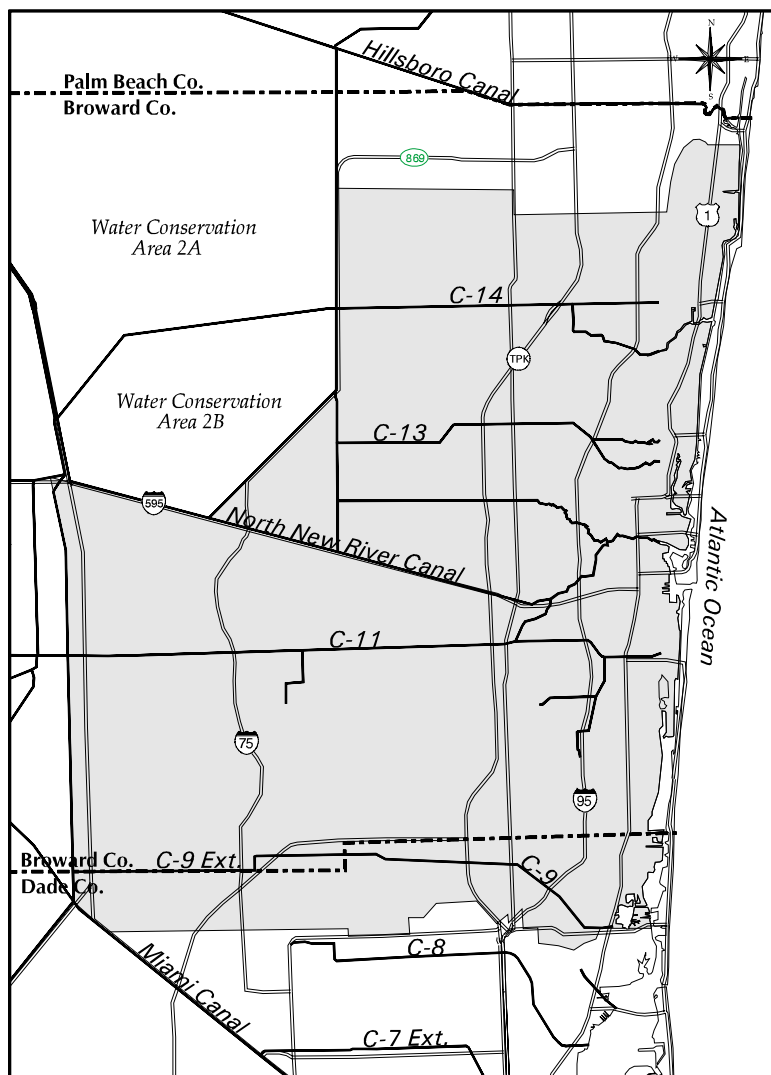 N
W
E
S
Hillsboro Canal
Palm Beach Co.
Broward Co.
869
1
Water Conservation
Area 2A
C-14
TPK
Water Conservation
Area 2B
C-13
595
North New River Canal
Atlantic Ocean
C-11
75
95
Broward Co.
C-9 Ext.
C-9
Dade Co.
Miami Canal
C-8
C-7 Ext.